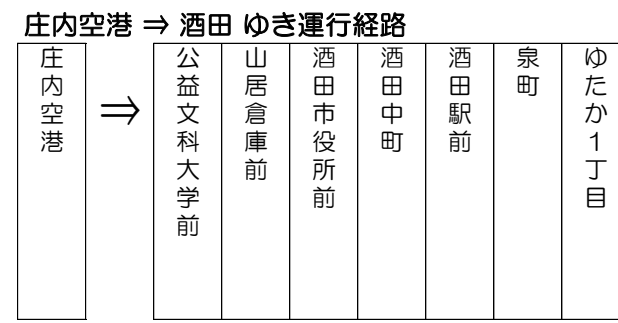 庄内空港 ⇒ 酒田 ゆき運行経路
庄内空港
⇒
公益文科大学前
山居倉庫前
酒田市役所前
酒田中町
酒田駅前
泉町
ゆたか1丁目